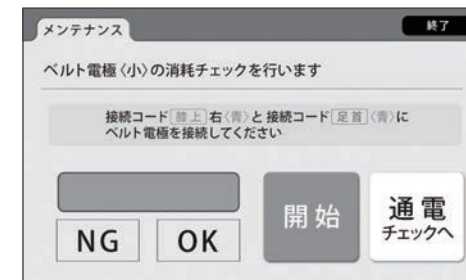 メンテナンス
終了
ベルト電極〈小〉の消耗チェックを行います
接続コード 膝上 右〈青〉と接続コード 足首〈青〉に
ベルト電極を接続してください
NG OK
開始
通電
チェックへ